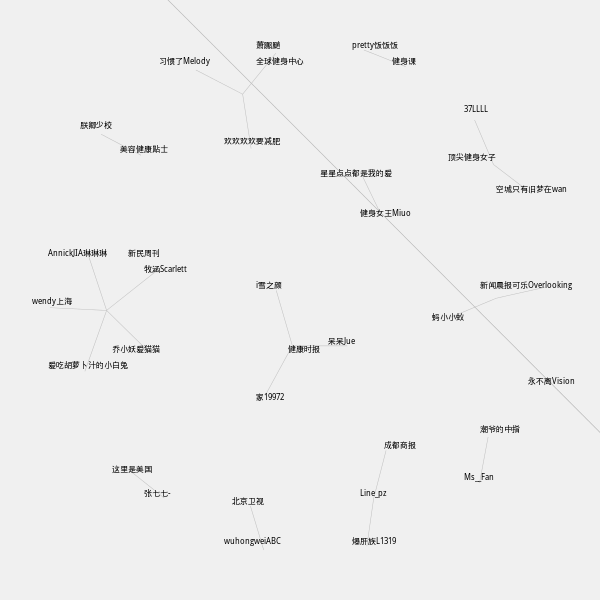 萧珊鹂
pretty饭饭饭
习惯了Melody
全球健身中心
健身课
37LLLL
朕鄉少校
美容健康贴士
欢欢欢欢要减肥
顶尖健身女子
星星点点都是我的爱
空城只有旧梦在wan
健身女王Miuo
AnnickJIA琳琳琳
新民周刊
牧涵Scarlett
i雪之颜
新闻晨报可乐Overlooking
wendy上海
蚂小小蚁
乔小妖爱猫猫
健康时报
呆呆Jue
爱吃胡萝卜汁的小白兔
永不离Vision
家19972
潮爷的中指
成都商报
这里是美国
Ms__Fan
张七七-
Line_pz
北京卫视
wuhongweiABC
爆肝族L1319